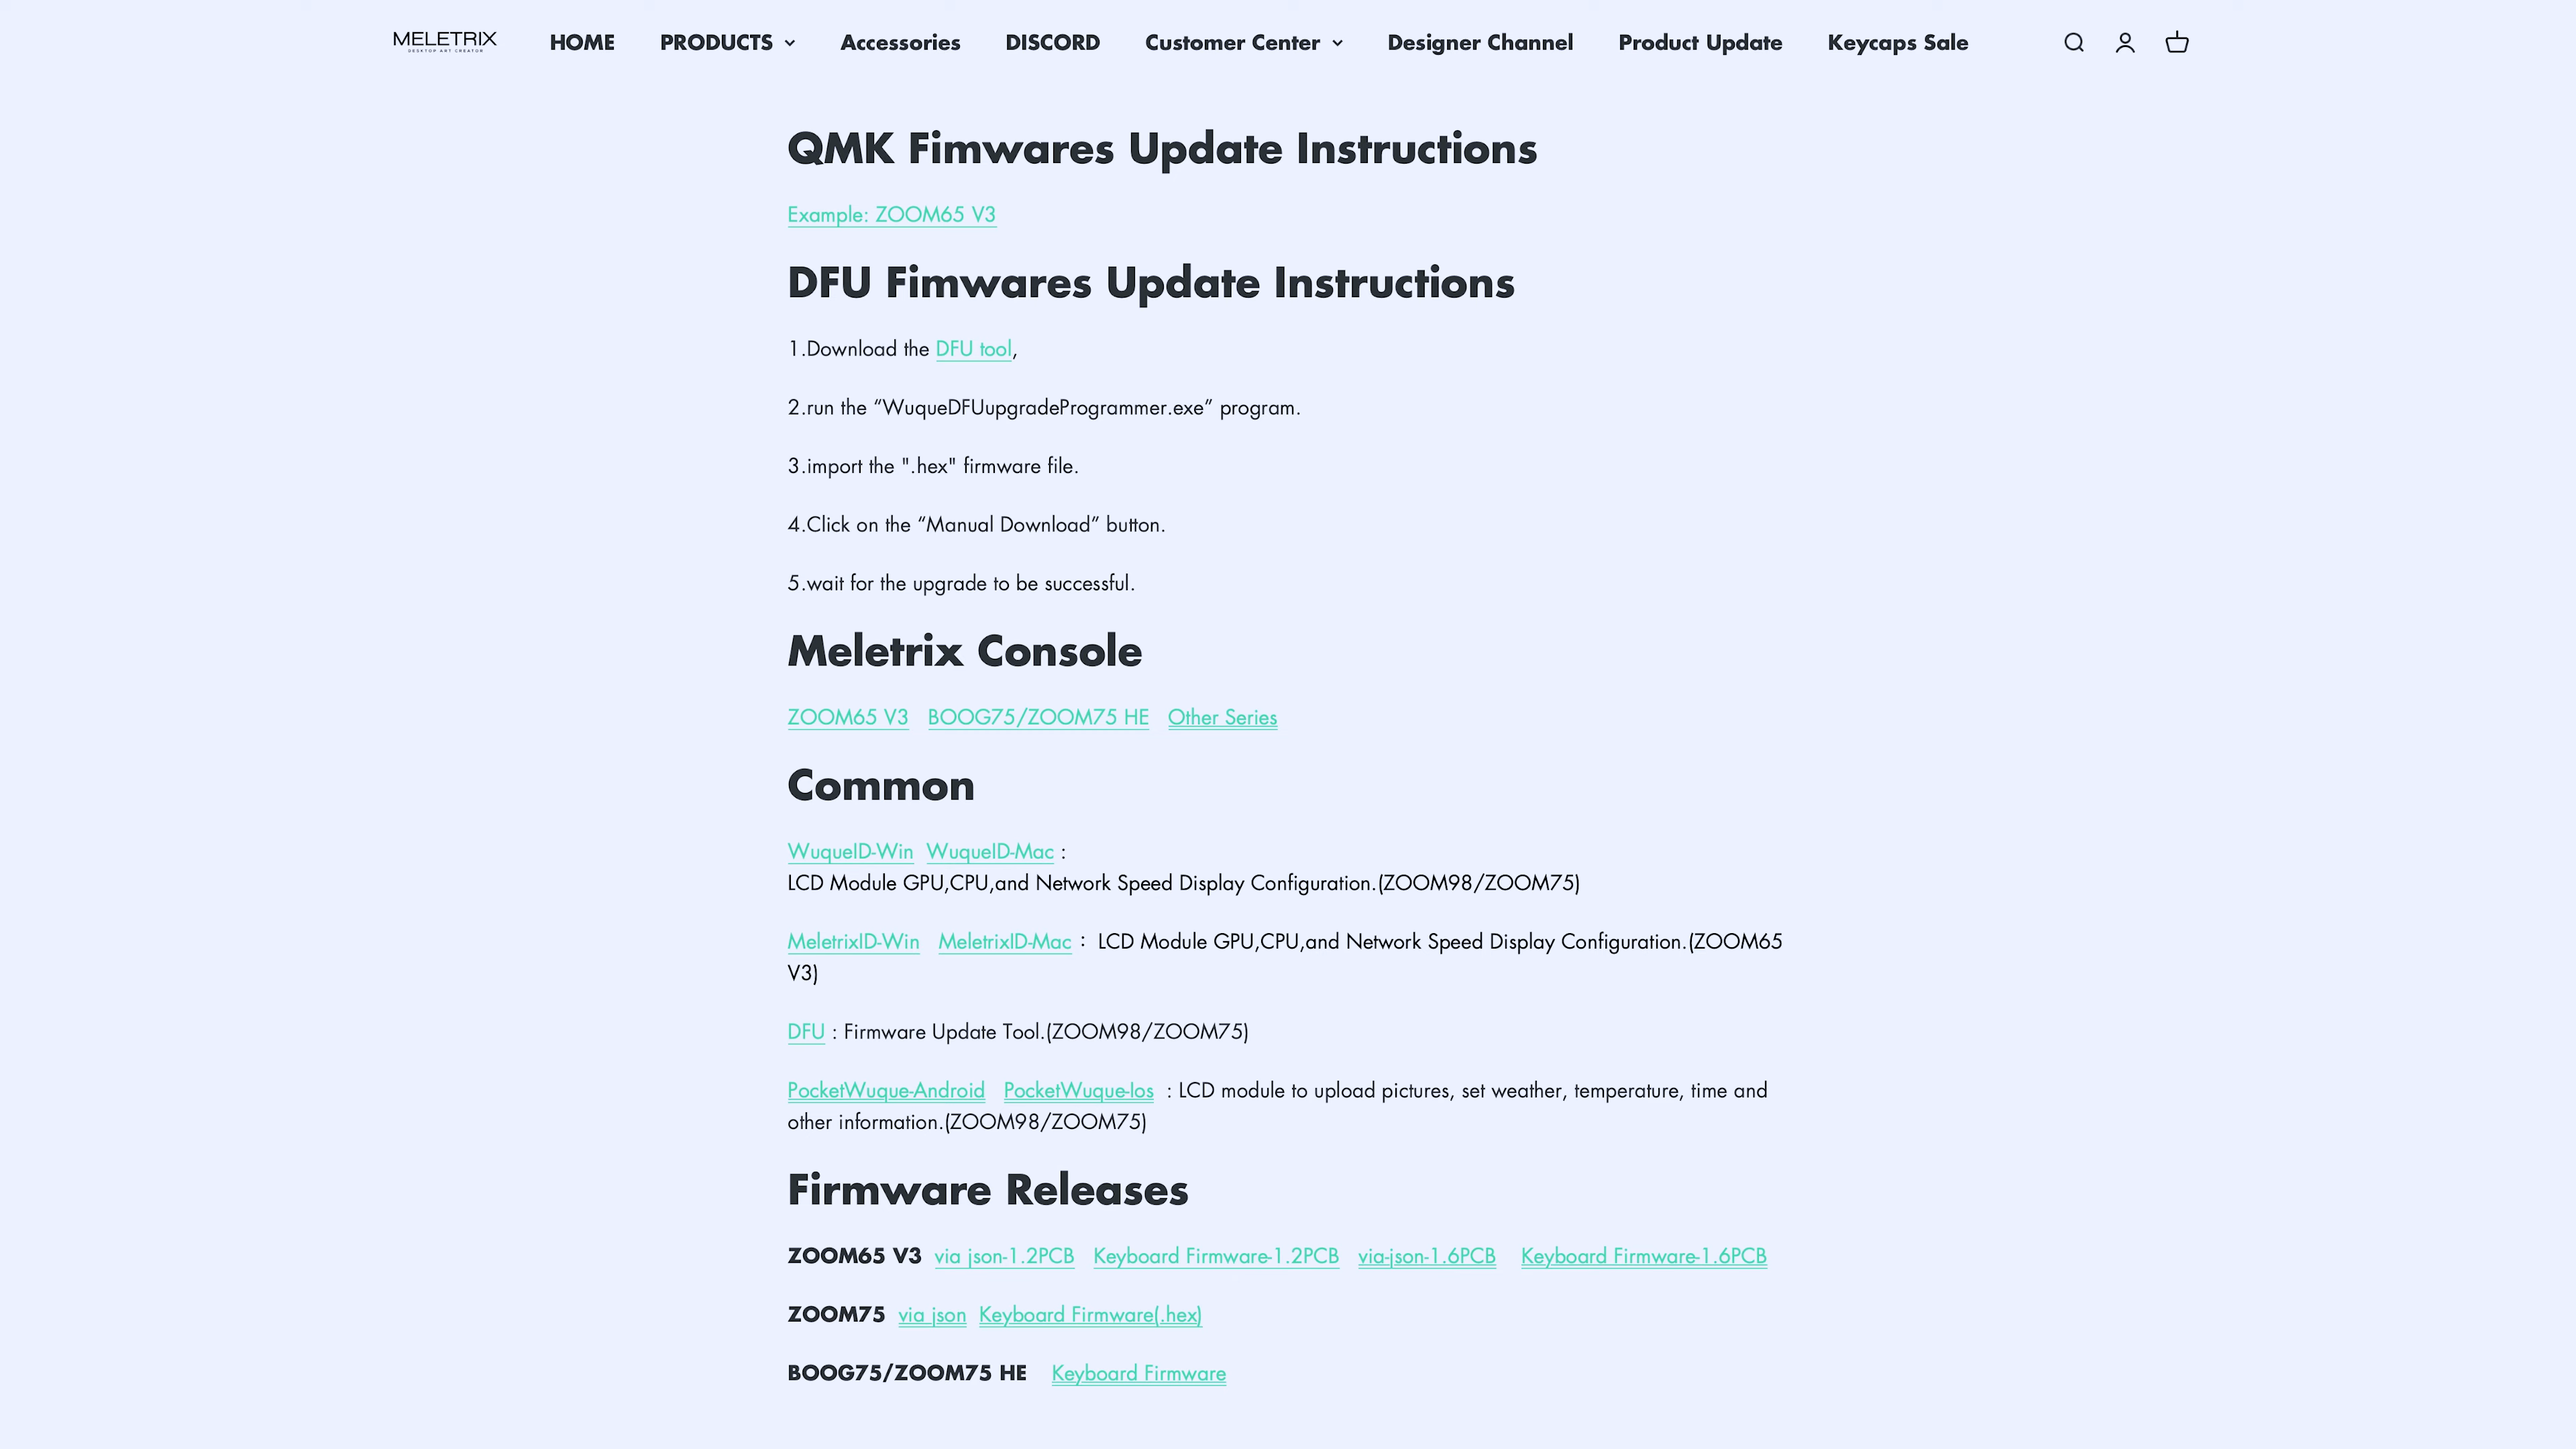 MELETRIX
DESKTOP ART CREATOR
HOME PRODUCTS Accessories DISCORD Customer Center Designer Channel Product Update Keycaps Sale
QMK Fimwares Update Instructions
Example: ZOOM65 V3
DFU Fimwares Update Instructions
1.Download the DFU tool,
2.run the “WuqueDFUupgradeProgrammer.exe” program.
3.import the ".hex" firmware file.
4.Click on the “Manual Download” button.
5.wait for the upgrade to be successful.
Meletrix Console
ZOOM65 V3 BOOG75/ZOOM75 HE Other Series
Common
WuqueID-Win WuqueID-Mac :
LCD Module GPU,CPU,and Network Speed Display Configuration.(ZOOM98/ZOOM75)
MeletrixID-Win MeletrixID-Mac： LCD Module GPU,CPU,and Network Speed Display Configuration.(ZOOM65
V3)
DFU : Firmware Update Tool.(ZOOM98/ZOOM75)
PocketWuque-Android PocketWuque-Ios : LCD module to upload pictures, set weather, temperature, time and
other information.(ZOOM98/ZOOM75)
Firmware Releases
ZOOM65 V3 via json-1.2PCB Keyboard Firmware-1.2PCB via-json-1.6PCB Keyboard Firmware-1.6PCB
ZOOM75 via json Keyboard Firmware(.hex)
BOOG75/ZOOM75 HE Keyboard Firmware